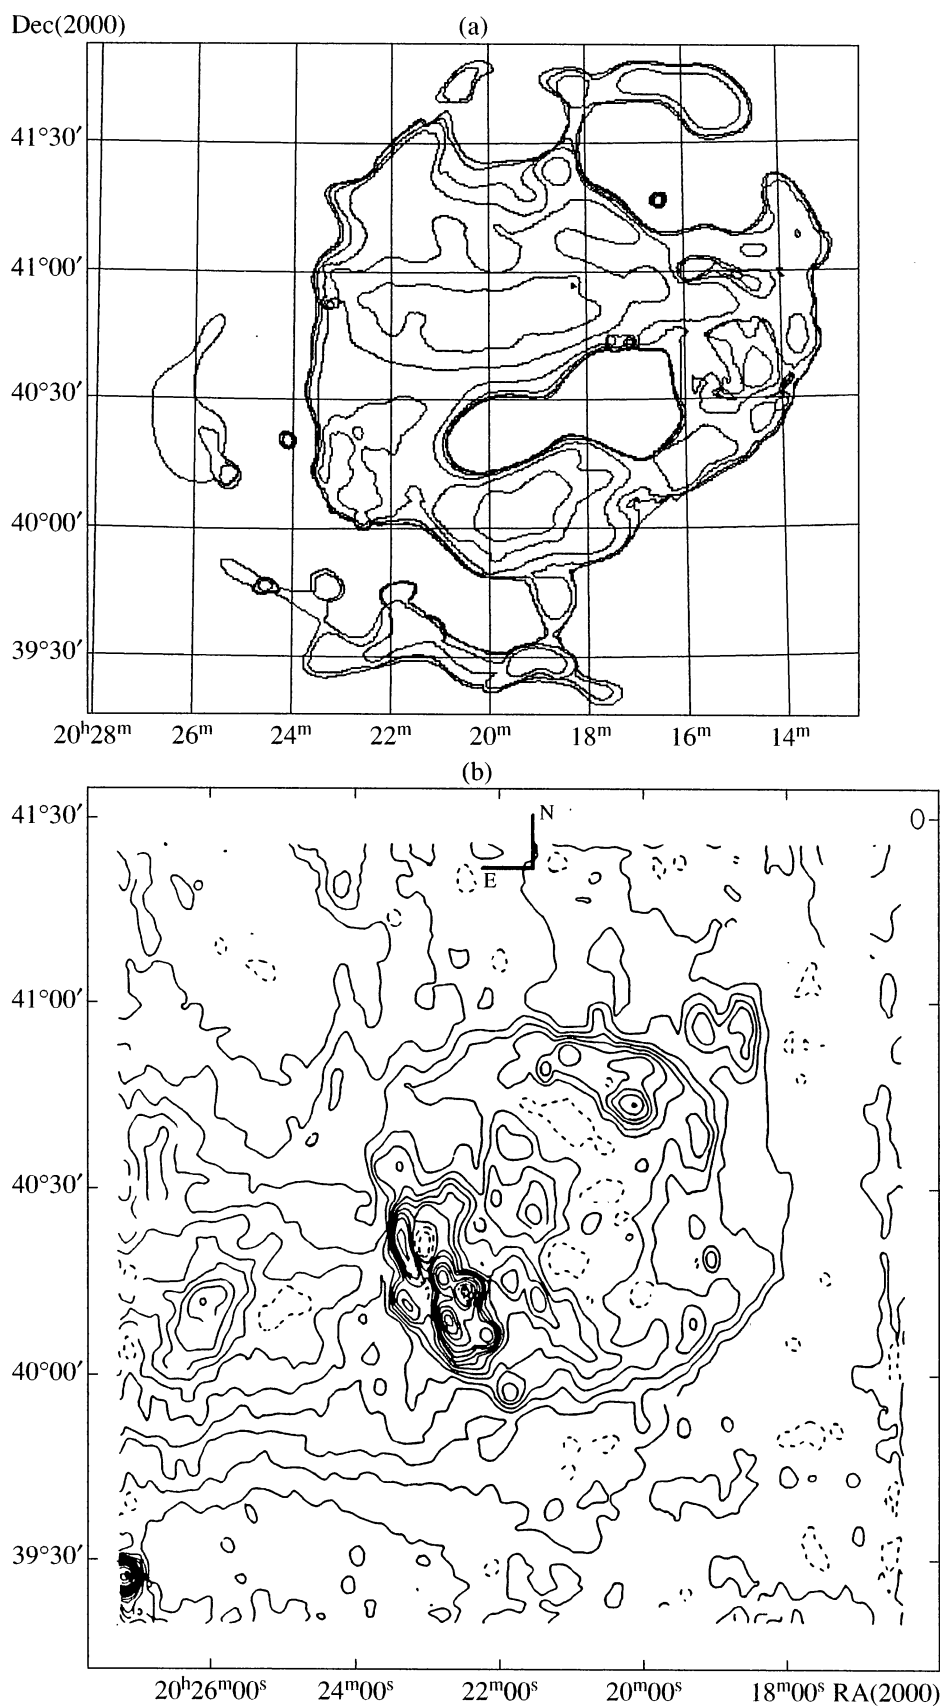 Dec(2000)
(a)
41°30′
41°00′
40°30′
40°00′
39°30′
20ʰ28ᵐ 26ᵐ 24ᵐ 22ᵐ 20ᵐ 18ᵐ 16ᵐ 14ᵐ
(b)
41°30′
N
E
41°00′
40°30′
40°00′
39°30′
20ʰ26ᵐ00ˢ 24ᵐ00ˢ 22ᵐ00ˢ 20ᵐ00ˢ 18ᵐ00ˢ RA(2000)